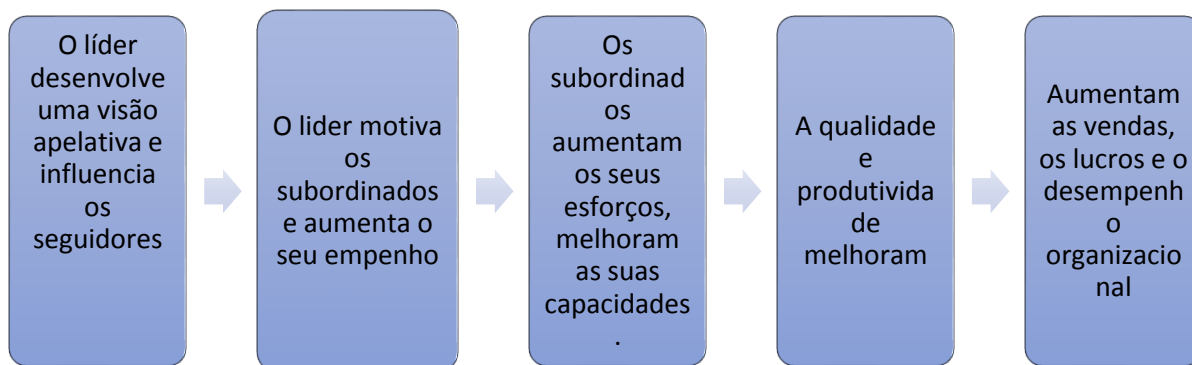 O líder
desenvolve
uma visão
apelativa e
influencia
os
seguidores
O lider motiva
os
subordinados
e aumenta o
seu empenho
Os
subordinad
os
aumentam
os seus
esforços,
melhoram
as suas
capacidades
.
A qualidade
e
produtivida
de
melhoram
Aumentam
as vendas,
os lucros e o
desempenh
o
organizacio
nal